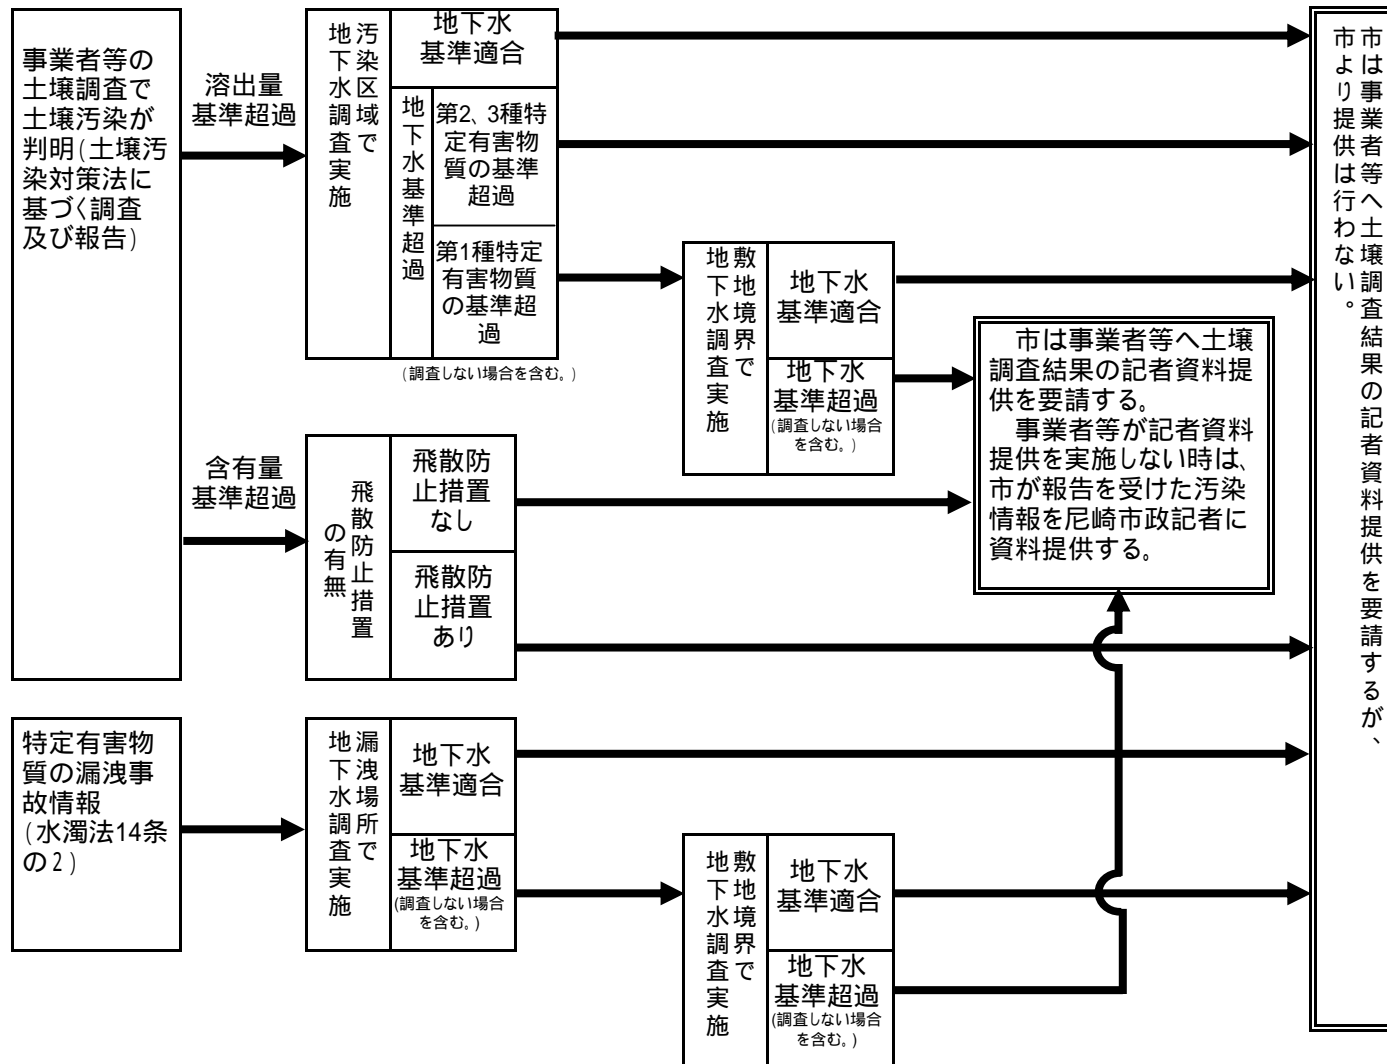 事業者等の
土壌調査で
土壌汚染が
判明(土壌汚
染対策法に
基づく調査
及び報告)
溶出量
基準超過
汚染区域で
地下水調査実施
地下水
基準適合
地下水基準超過
第2、3種特
定有害物
質の基準
超過
第1種特定
有害物質
の基準超
過
(調査しない場合を含む。)
敷地境界で
地下水調査実施
地下水
基準適合
地下水
基準超過
(調査しない場合
を含む。)
含有量
基準超過
飛散防止措置
の有無
飛散防
止措置
なし
飛散防
止措置
あり
市は事業者等へ土壌
調査結果の記者資料提
供を要請する。
事業者等が記者資料
提供を実施しない時は、
市が報告を受けた汚染
情報を尼崎市政記者に
資料提供する。
特定有害物
質の漏洩事
故情報
(水濁法14条
の2)
漏洩場所で
地下水調査実施
地下水
基準適合
地下水
基準超過
(調査しない場合
を含む。)
敷地境界で
地下水調査実施
地下水
基準適合
地下水
基準超過
(調査しない場合
を含む。)
市は事業者等へ土壌調査結果の記者資料提供を要請するが、
市より提供は行わない。